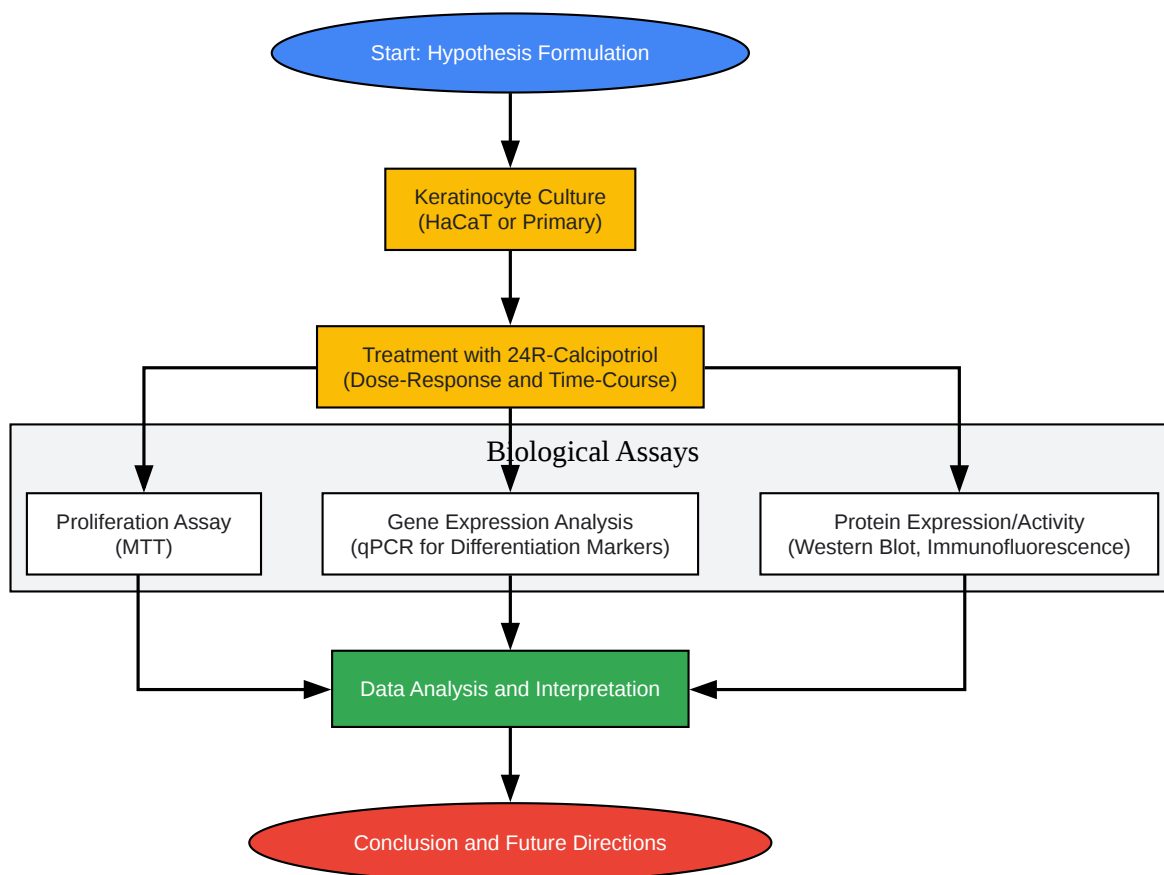 Start: Hypothesis Formulation
Keratinocyte Culture
(HaCaT or Primary)
Treatment with 24R-Calcipotriol
(Dose-Response and Time-Course)
Biological Assays
Proliferation Assay
(MTT)
Gene Expression Analysis
(qPCR for Differentiation Markers)
Protein Expression/Activity
(Western Blot, Immunofluorescence)
Data Analysis and Interpretation
Conclusion and Future Directions